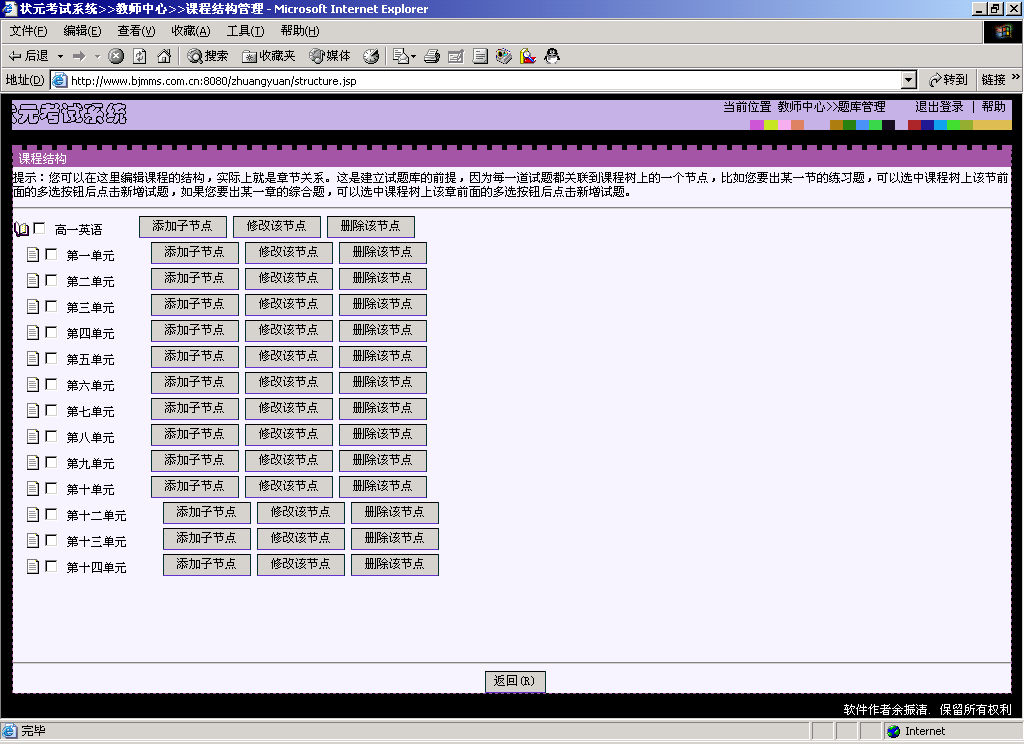 状元考试系统>>教师中心>>课程结构管理 - Microsoft Internet Explorer
文件(F) 编辑(E) 查看(V) 收藏(A) 工具(T) 帮助(H)
后退 搜索 收藏夹 媒体
地址(D) http://www.bjmms.com.cn:8080/zhuangyuan/structure.jsp 转到 链接 »
状元考试系统 当前位置 教师中心>>题库管理 退出登录 | 帮助
课程结构
提示：您可以在这里编辑课程的结构，实际上就是章节关系。这是建立试题库的前提，因为每一道试题都关联到课程树上的一个节点，比如您要出某一节的练习题，可以选中课程树上该节前
面的多选按钮后点击新增试题，如果您要出某一章的综合题，可以选中课程树上该章前面的多选按钮后点击新增试题。
高一英语 添加子节点 修改该节点 删除该节点
第一单元 添加子节点 修改该节点 删除该节点
第二单元 添加子节点 修改该节点 删除该节点
第三单元 添加子节点 修改该节点 删除该节点
第四单元 添加子节点 修改该节点 删除该节点
第五单元 添加子节点 修改该节点 删除该节点
第六单元 添加子节点 修改该节点 删除该节点
第七单元 添加子节点 修改该节点 删除该节点
第八单元 添加子节点 修改该节点 删除该节点
第九单元 添加子节点 修改该节点 删除该节点
第十单元 添加子节点 修改该节点 删除该节点
第十二单元 添加子节点 修改该节点 删除该节点
第十三单元 添加子节点 修改该节点 删除该节点
第十四单元 添加子节点 修改该节点 删除该节点
返回(R)
软件作者余振清. 保留所有权利
完毕 Internet